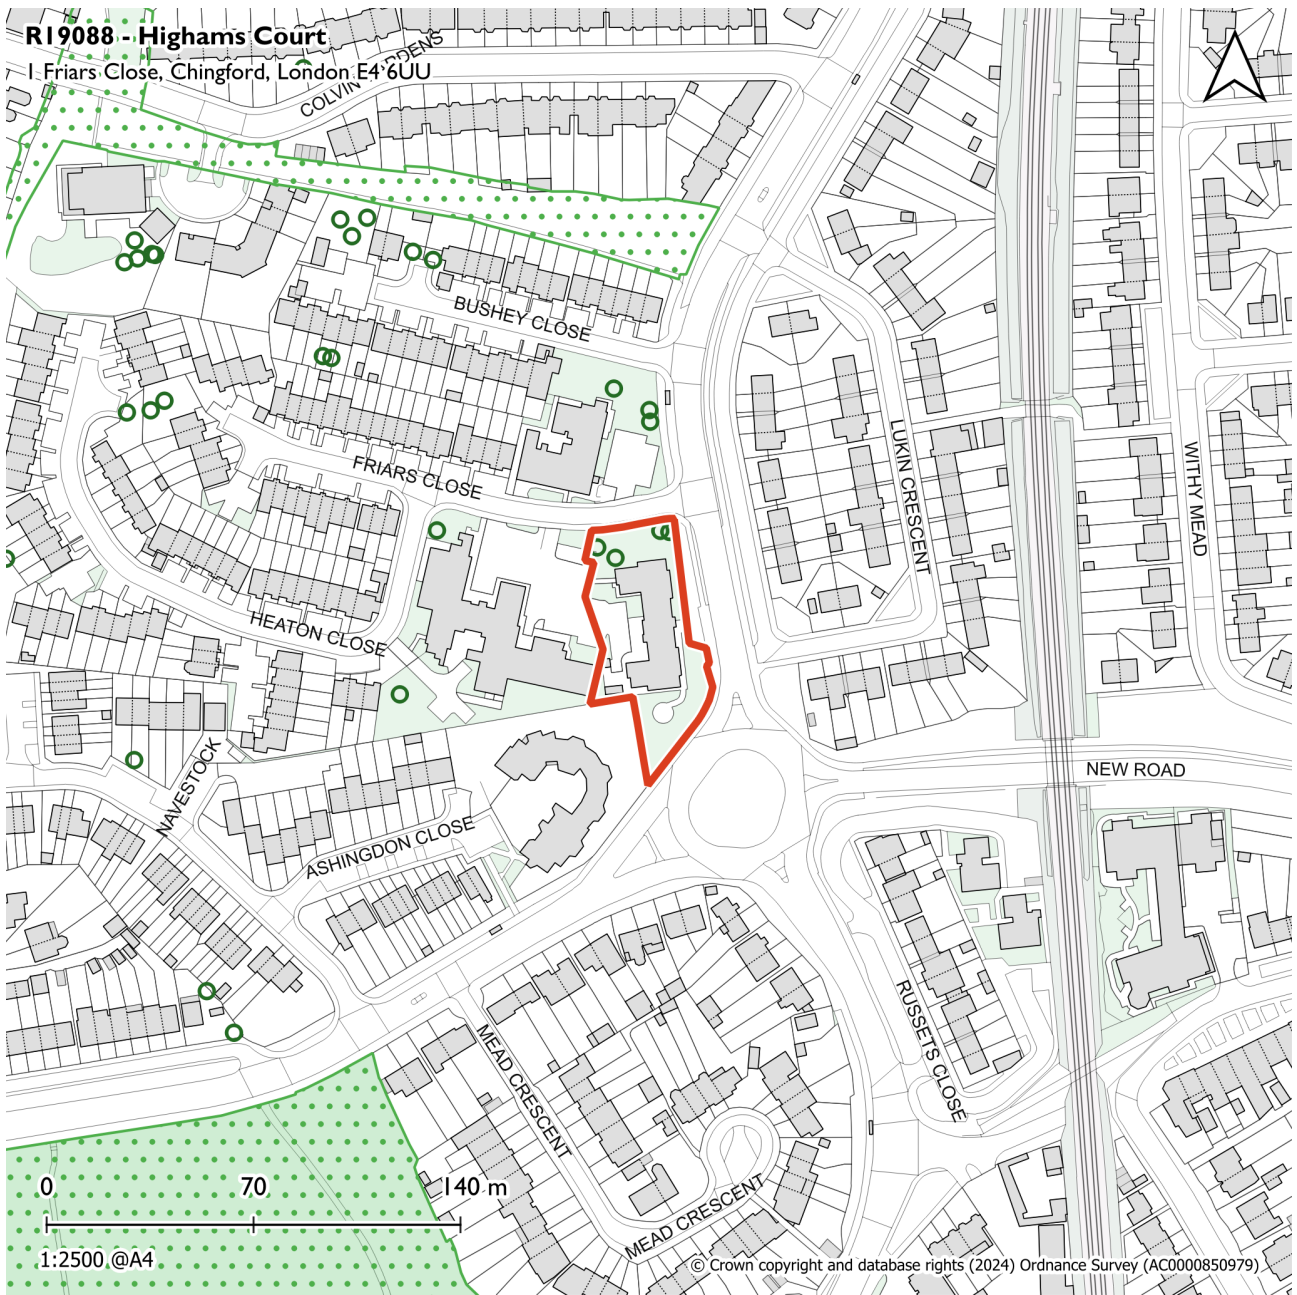 R19088 - Highams Court
1 Friars Close, Chingford, London E4 6UU
COLVIN GARDENS
BUSHEY CLOSE
FRIARS CLOSE
LUKIN CRESCENT
WITHY MEAD
HEATON CLOSE
NAVESTOCK
NEW ROAD
ASHINGDON CLOSE
RUSSETS CLOSE
MEAD CRESCENT
MEAD CRESCENT
0 70 140 m
1:2500 @A4
© Crown copyright and database rights (2024) Ordnance Survey (AC0000850979)